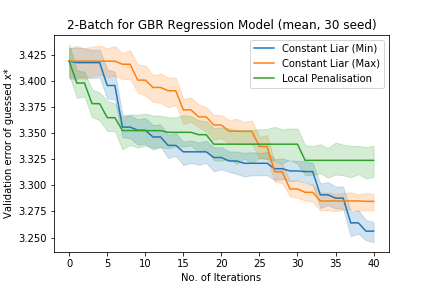 2-Batch for GBR Regression Model (mean, 30 seed)
Constant Liar (Min)
Constant Liar (Max)
Local Penalisation
Validation error of guessed x*
3.425
3.400
3.375
3.350
3.325
3.300
3.275
3.250
0 5 10 15 20 25 30 35 40
No. of Iterations